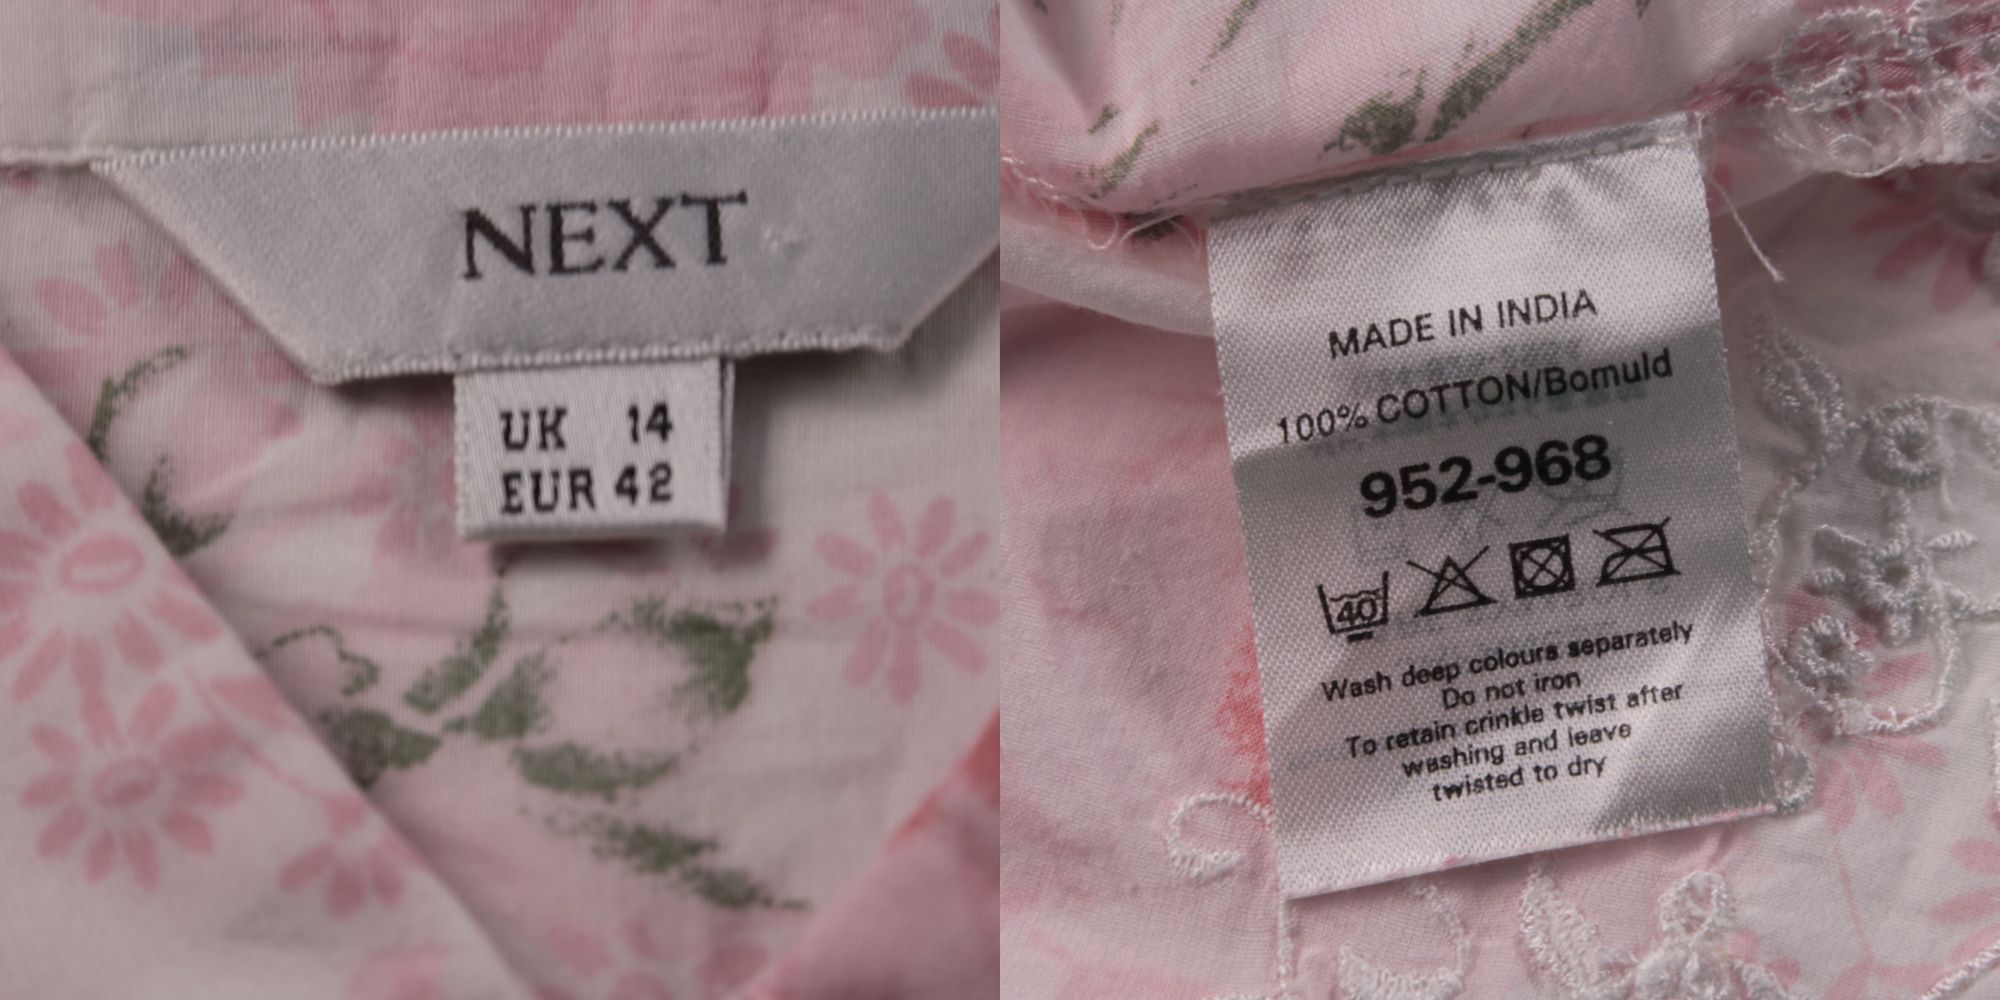 NEXT
UK 14
EUR 42
MADE IN INDIA
100% COTTON/Bomuld
952-968
40
Wash deep colours separately
Do not iron
To retain crinkle twist after
washing and leave
twisted to dry